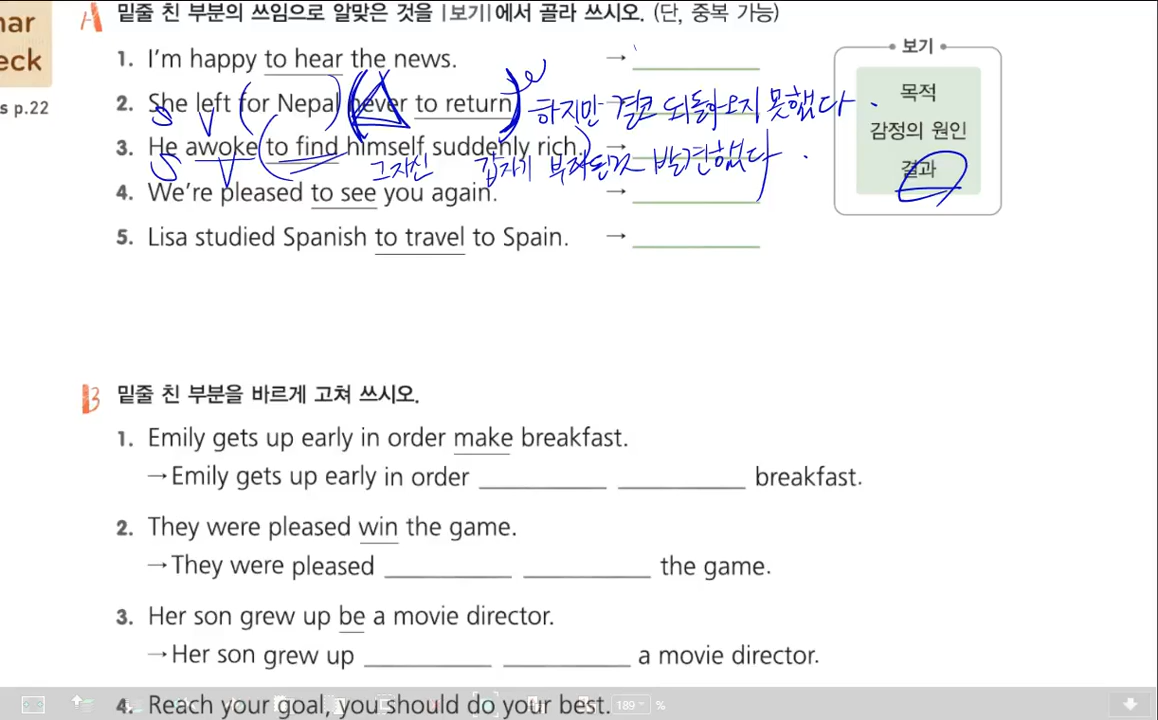 mar
eck
s p.22
A 밑줄 친 부분의 쓰임으로 알맞은 것을 |보기|에서 골라 쓰시오. (단, 중복 가능)
1. I'm happy to hear the news. →
2. She left for Nepal never to return 하지만 결코 되돌아오지 못했다.
S V
3. He awoke to find himself suddenly rich. →
S V 그자신 갑자기 부자된것 발견했다.
4. We're pleased to see you again. →
5. Lisa studied Spanish to travel to Spain. →
보기
목적
감정의 원인
결과
B 밑줄 친 부분을 바르게 고쳐 쓰시오.
1. Emily gets up early in order make breakfast.
→ Emily gets up early in order breakfast.
2. They were pleased win the game.
→ They were pleased the game.
3. Her son grew up be a movie director.
→ Her son grew up a movie director.
4. Reach your goal, you should do your best.
189 %